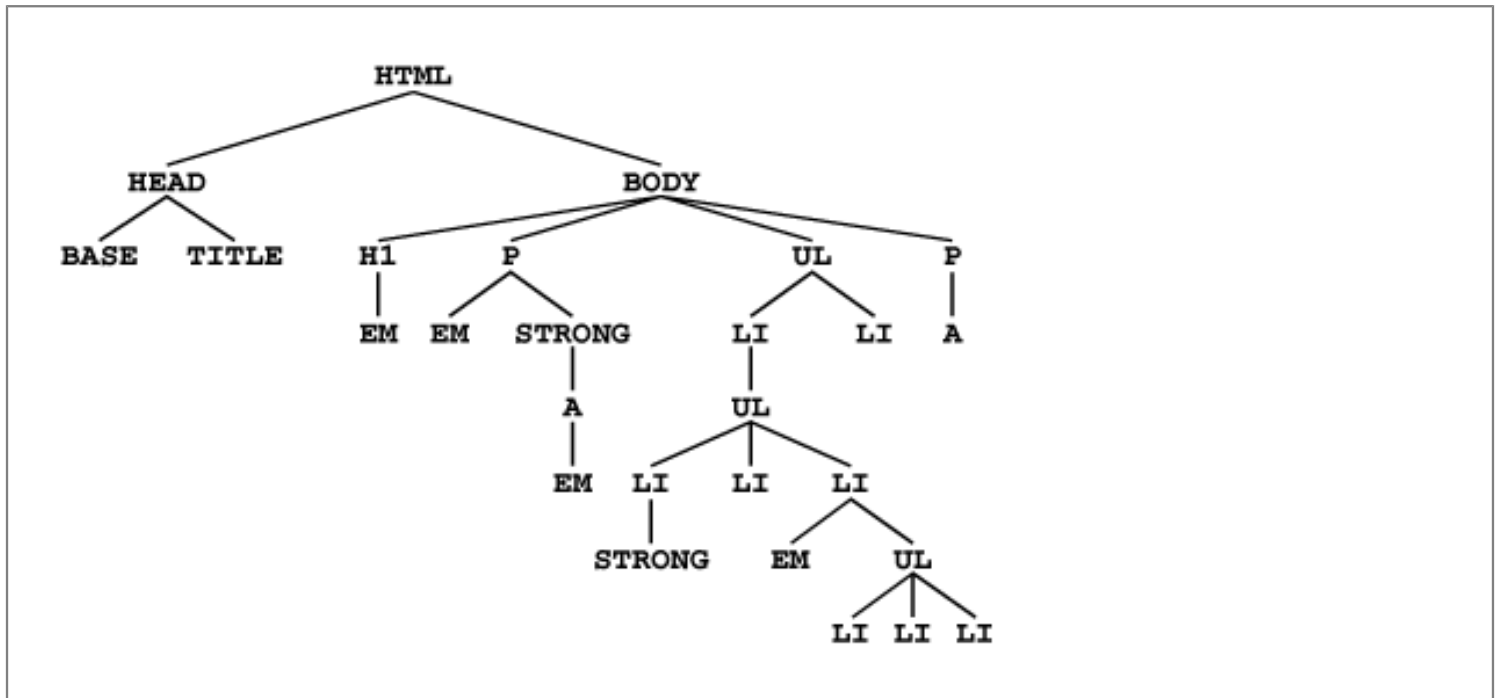 HTML
HEAD BODY
BASE TITLE H1 P UL P
EM EM STRONG LI LI A
A UL
EM LI LI LI
STRONG EM UL
LI LI LI